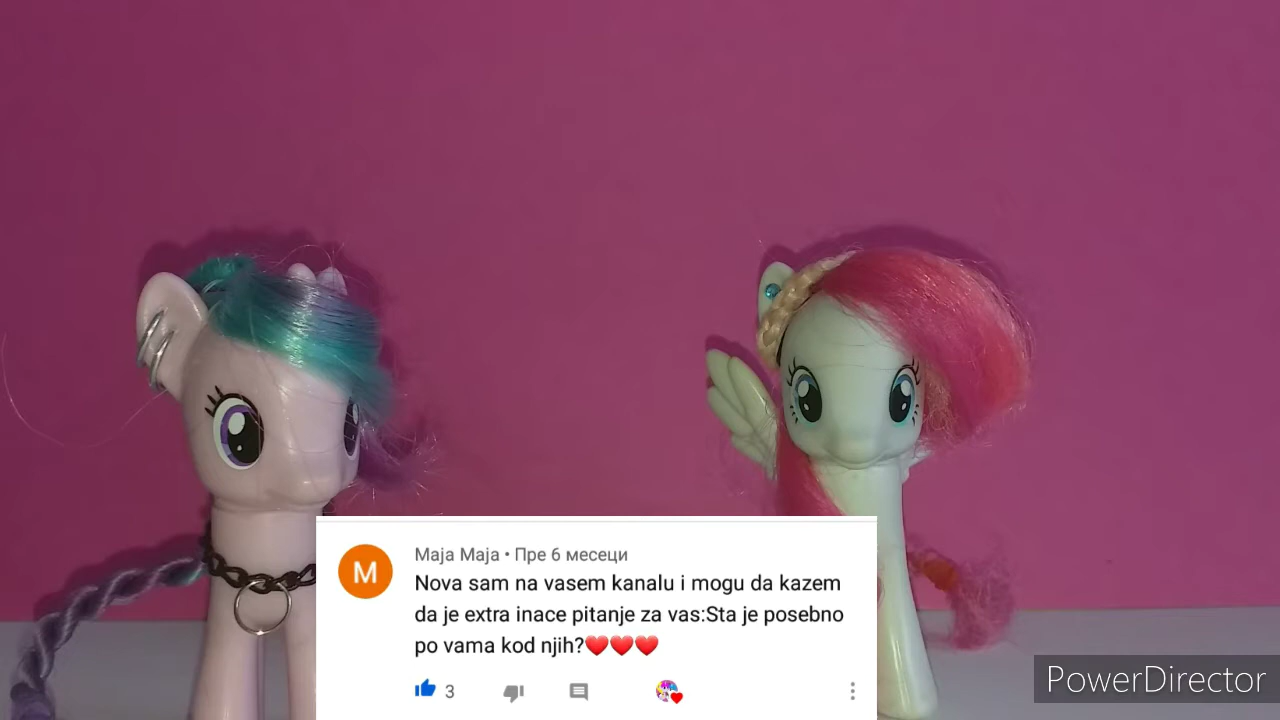 Maja Maja • Пре 6 месеци
Nova sam na vasem kanalu i mogu da kazem
da je extra inace pitanje za vas:Sta je posebno
po vama kod njih?❤️❤️❤️
3
PowerDirector
M